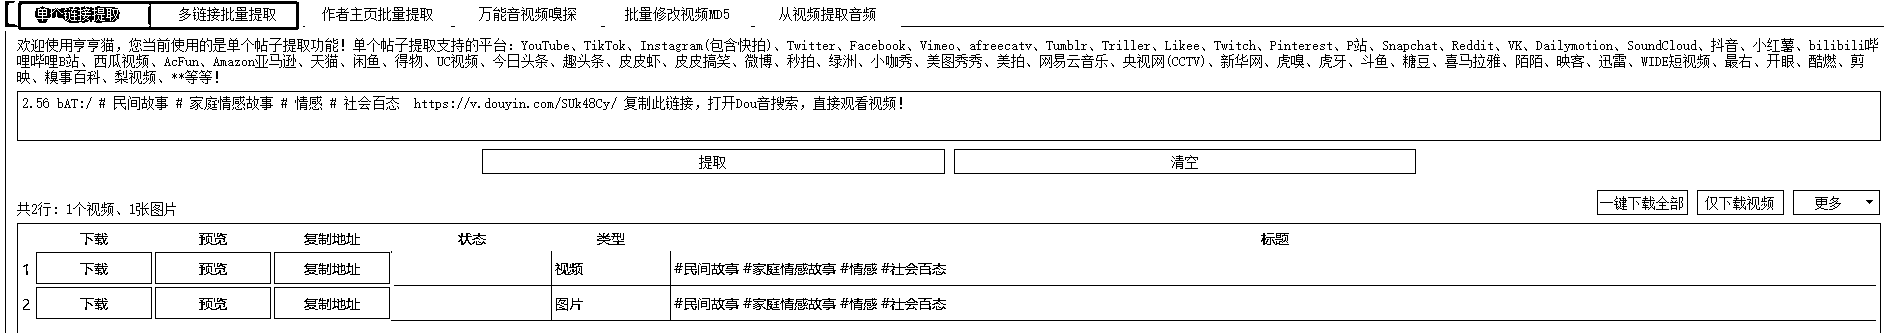 单个链接提取 多链接批量提取 作者主页批量提取 万能音视频嗅探 批量修改视频MD5 从视频提取音频
欢迎使用亨亨猫，您当前使用的是单个帖子提取功能！单个帖子提取支持的平台：YouTube、TikTok、Instagram(包含快拍)、Twitter、Facebook、Vimeo、afreecatv、Tumblr、Triller、Likee、Twitch、Pinterest、P站、Snapchat、Reddit、VK、Dailymotion、SoundCloud、抖音、小红薯、bilibili哔
哩哔哩B站、西瓜视频、AcFun、Amazon亚马逊、天猫、闲鱼、得物、UC视频、今日头条、趣头条、皮皮虾、皮皮搞笑、微博、秒拍、绿洲、小咖秀、美图秀秀、美拍、网易云音乐、央视网(CCTV)、新华网、虎嗅、虎牙、斗鱼、糖豆、喜马拉雅、陌陌、映客、迅雷、WIDE短视频、最右、开眼、酷燃、剪
映、糗事百科、梨视频、**等等！
2.56 bAT:/ # 民间故事 # 家庭情感故事 # 情感 # 社会百态 https://v.douyin.com/SUk48Cy/ 复制此链接，打开Dou音搜索，直接观看视频！
提取 清空
共2行：1个视频、1张图片 一键下载全部 仅下载视频 更多
下载 预览 复制地址 状态 类型 标题
1 下载 预览 复制地址 视频 #民间故事 #家庭情感故事 #情感 #社会百态
2 下载 预览 复制地址 图片 #民间故事 #家庭情感故事 #情感 #社会百态